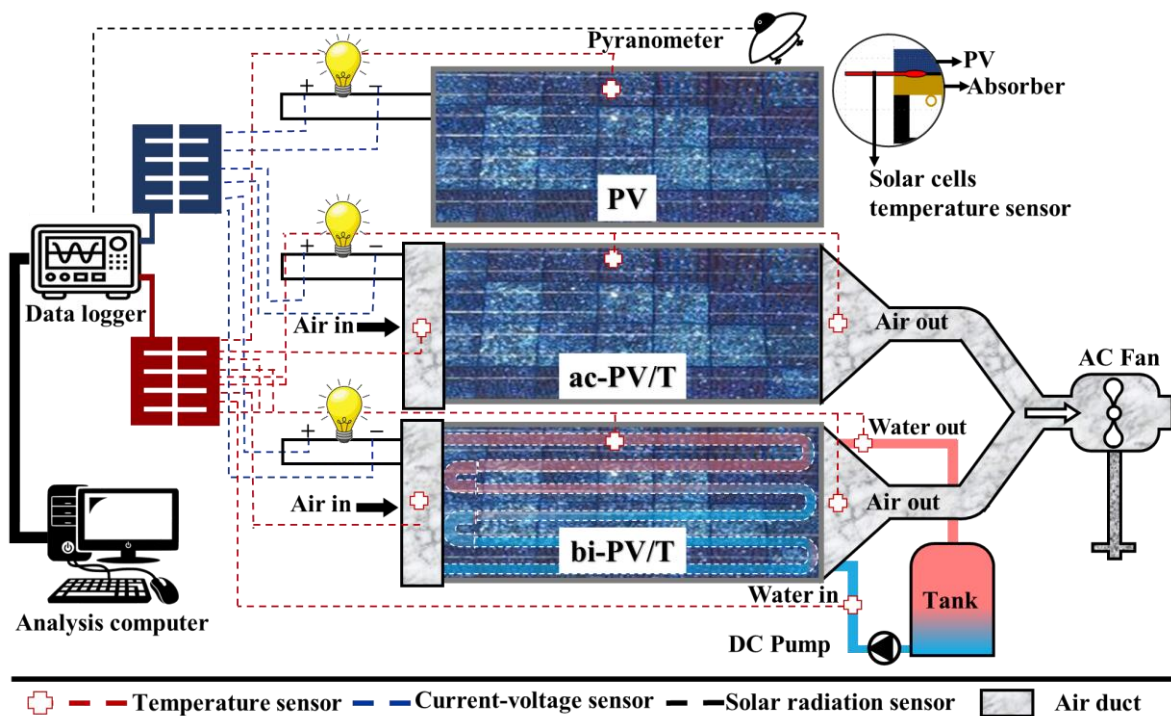 Pyranometer
PV
Absorber
Solar cells
temperature sensor
+ −
PV
Data logger
+ −
Air in
Air out
ac-PV/T
AC Fan
+ −
Water out
Air in
Air out
bi-PV/T
Water in
Tank
DC Pump
Analysis computer
Temperature sensor
Current-voltage sensor
Solar radiation sensor
Air duct